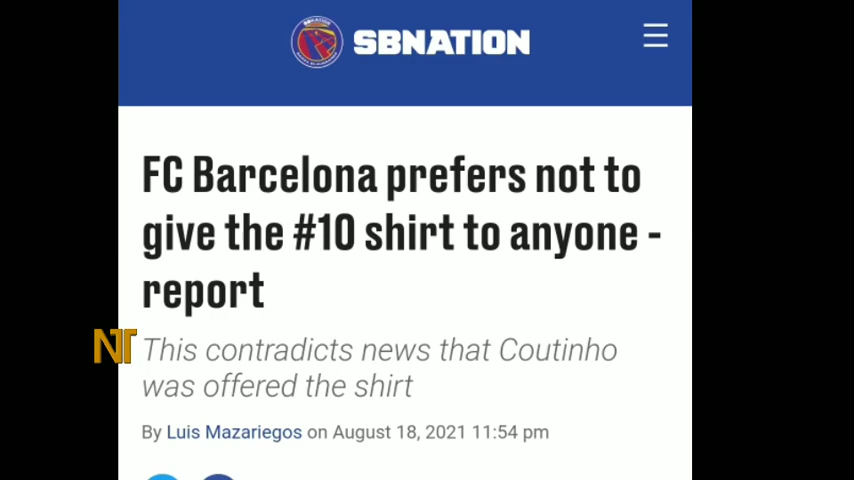 SBNATION
FC Barcelona prefers not to
give the #10 shirt to anyone -
report
NT
This contradicts news that Coutinho
was offered the shirt
By Luis Mazariegos on August 18, 2021 11:54 pm